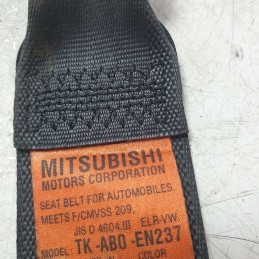 MITSUBISHI
MOTORS CORPORATION
SEAT BELT FOR AUTOMOBILES.
MEETS F/CMVSS 209,
JIS D 4604.III ELR-VW.
MODEL: TK-AB0-EN237
IN COLOR